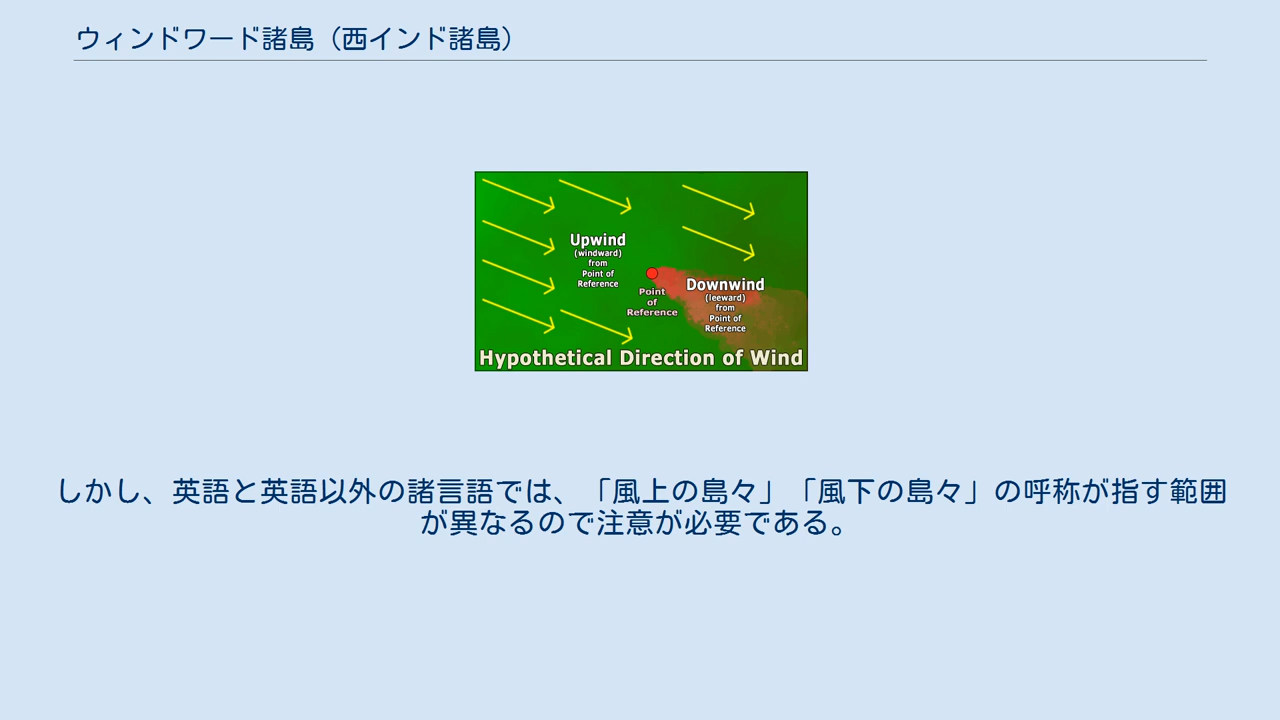 ウィンドワード諸島（西インド諸島）
Upwind
(windward)
from
Point of
Reference
Point
of
Reference
Downwind
(leeward)
from
Point of
Reference
Hypothetical Direction of Wind
しかし、英語と英語以外の諸言語では、「風上の島々」「風下の島々」の呼称が指す範囲
が異なるので注意が必要である。